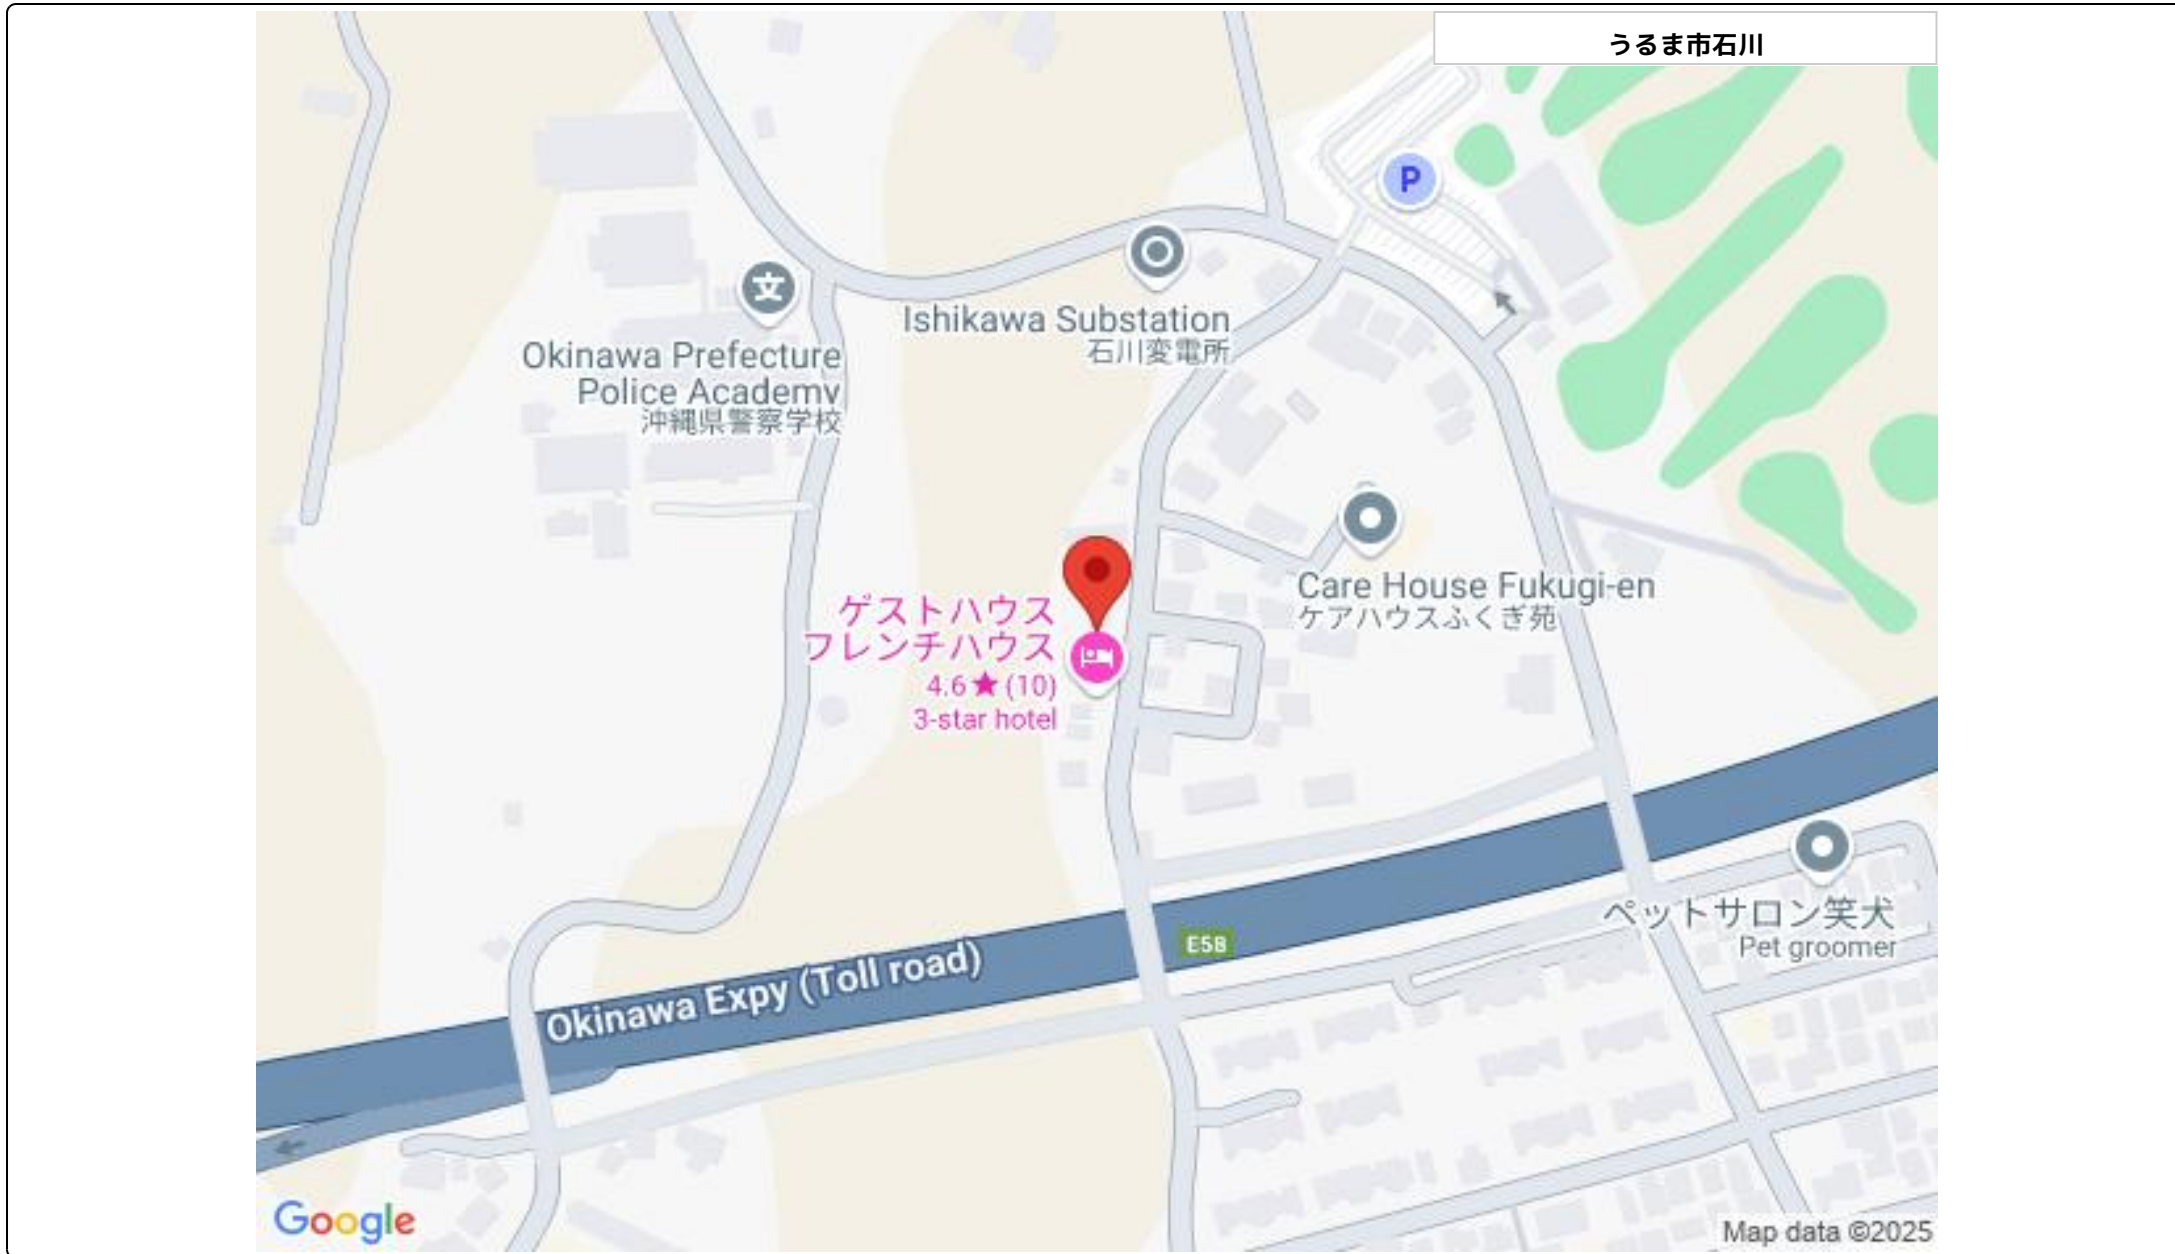 うるま市石川
P
文
Ishikawa Substation
石川変電所
Okinawa Prefecture
Police Academy
沖縄県警察学校
Care House Fukugi-en
ケアハウスふくぎ苑
ゲストハウス
フレンチハウス
4.6★(10)
3-star hotel
ペットサロン笑犬
Pet groomer
E58
Okinawa Expy (Toll road)
Google
Map data ©2025